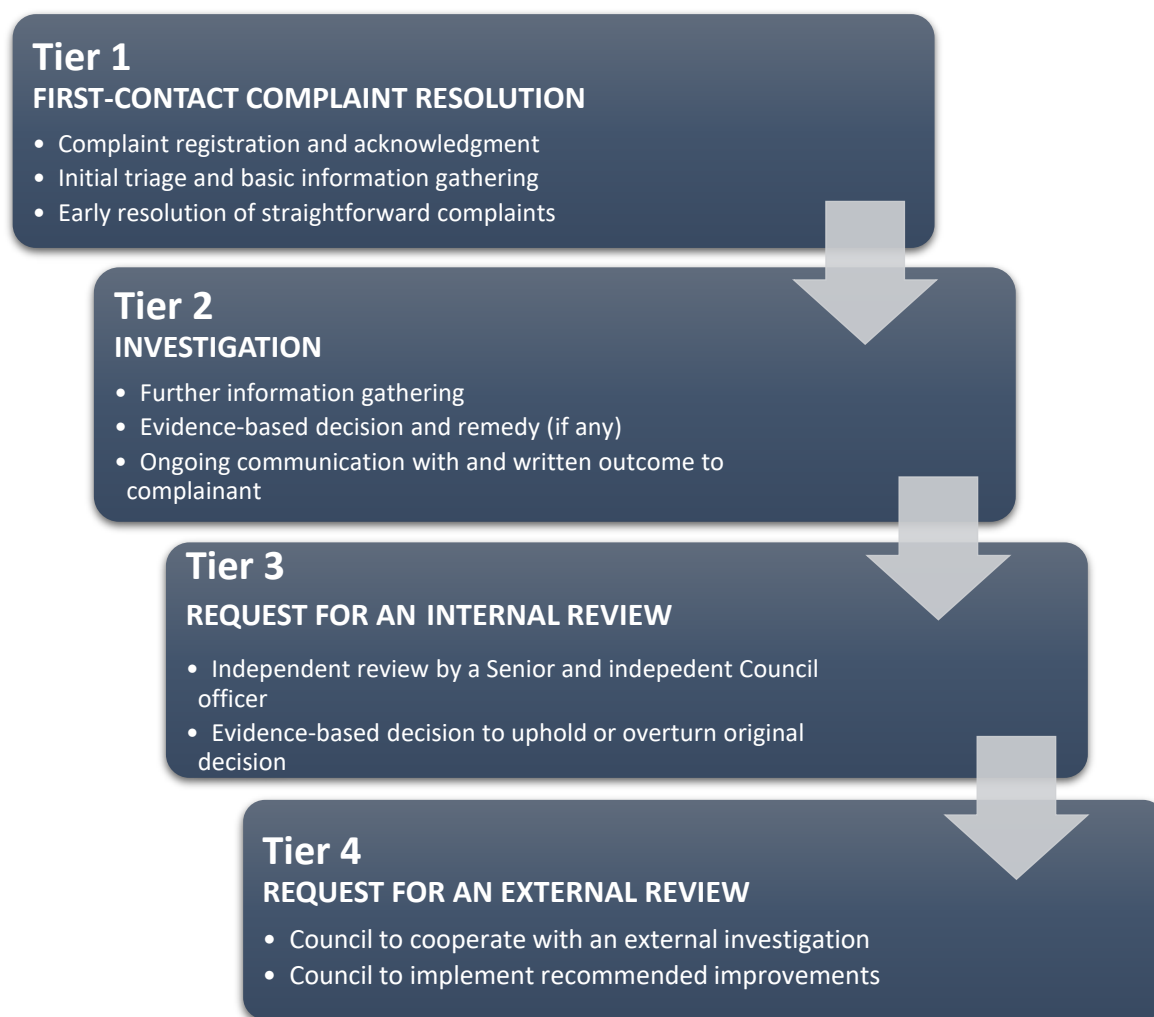 Tier 1
FIRST-CONTACT COMPLAINT RESOLUTION
• Complaint registration and acknowledgment
• Initial triage and basic information gathering
• Early resolution of straightforward complaints
Tier 2
INVESTIGATION
• Further information gathering
• Evidence-based decision and remedy (if any)
• Ongoing communication with and written outcome to
complainant
Tier 3
REQUEST FOR AN INTERNAL REVIEW
• Independent review by a Senior and indepedent Council
officer
• Evidence-based decision to uphold or overturn original
decision
Tier 4
REQUEST FOR AN EXTERNAL REVIEW
• Council to cooperate with an external investigation
• Council to implement recommended improvements